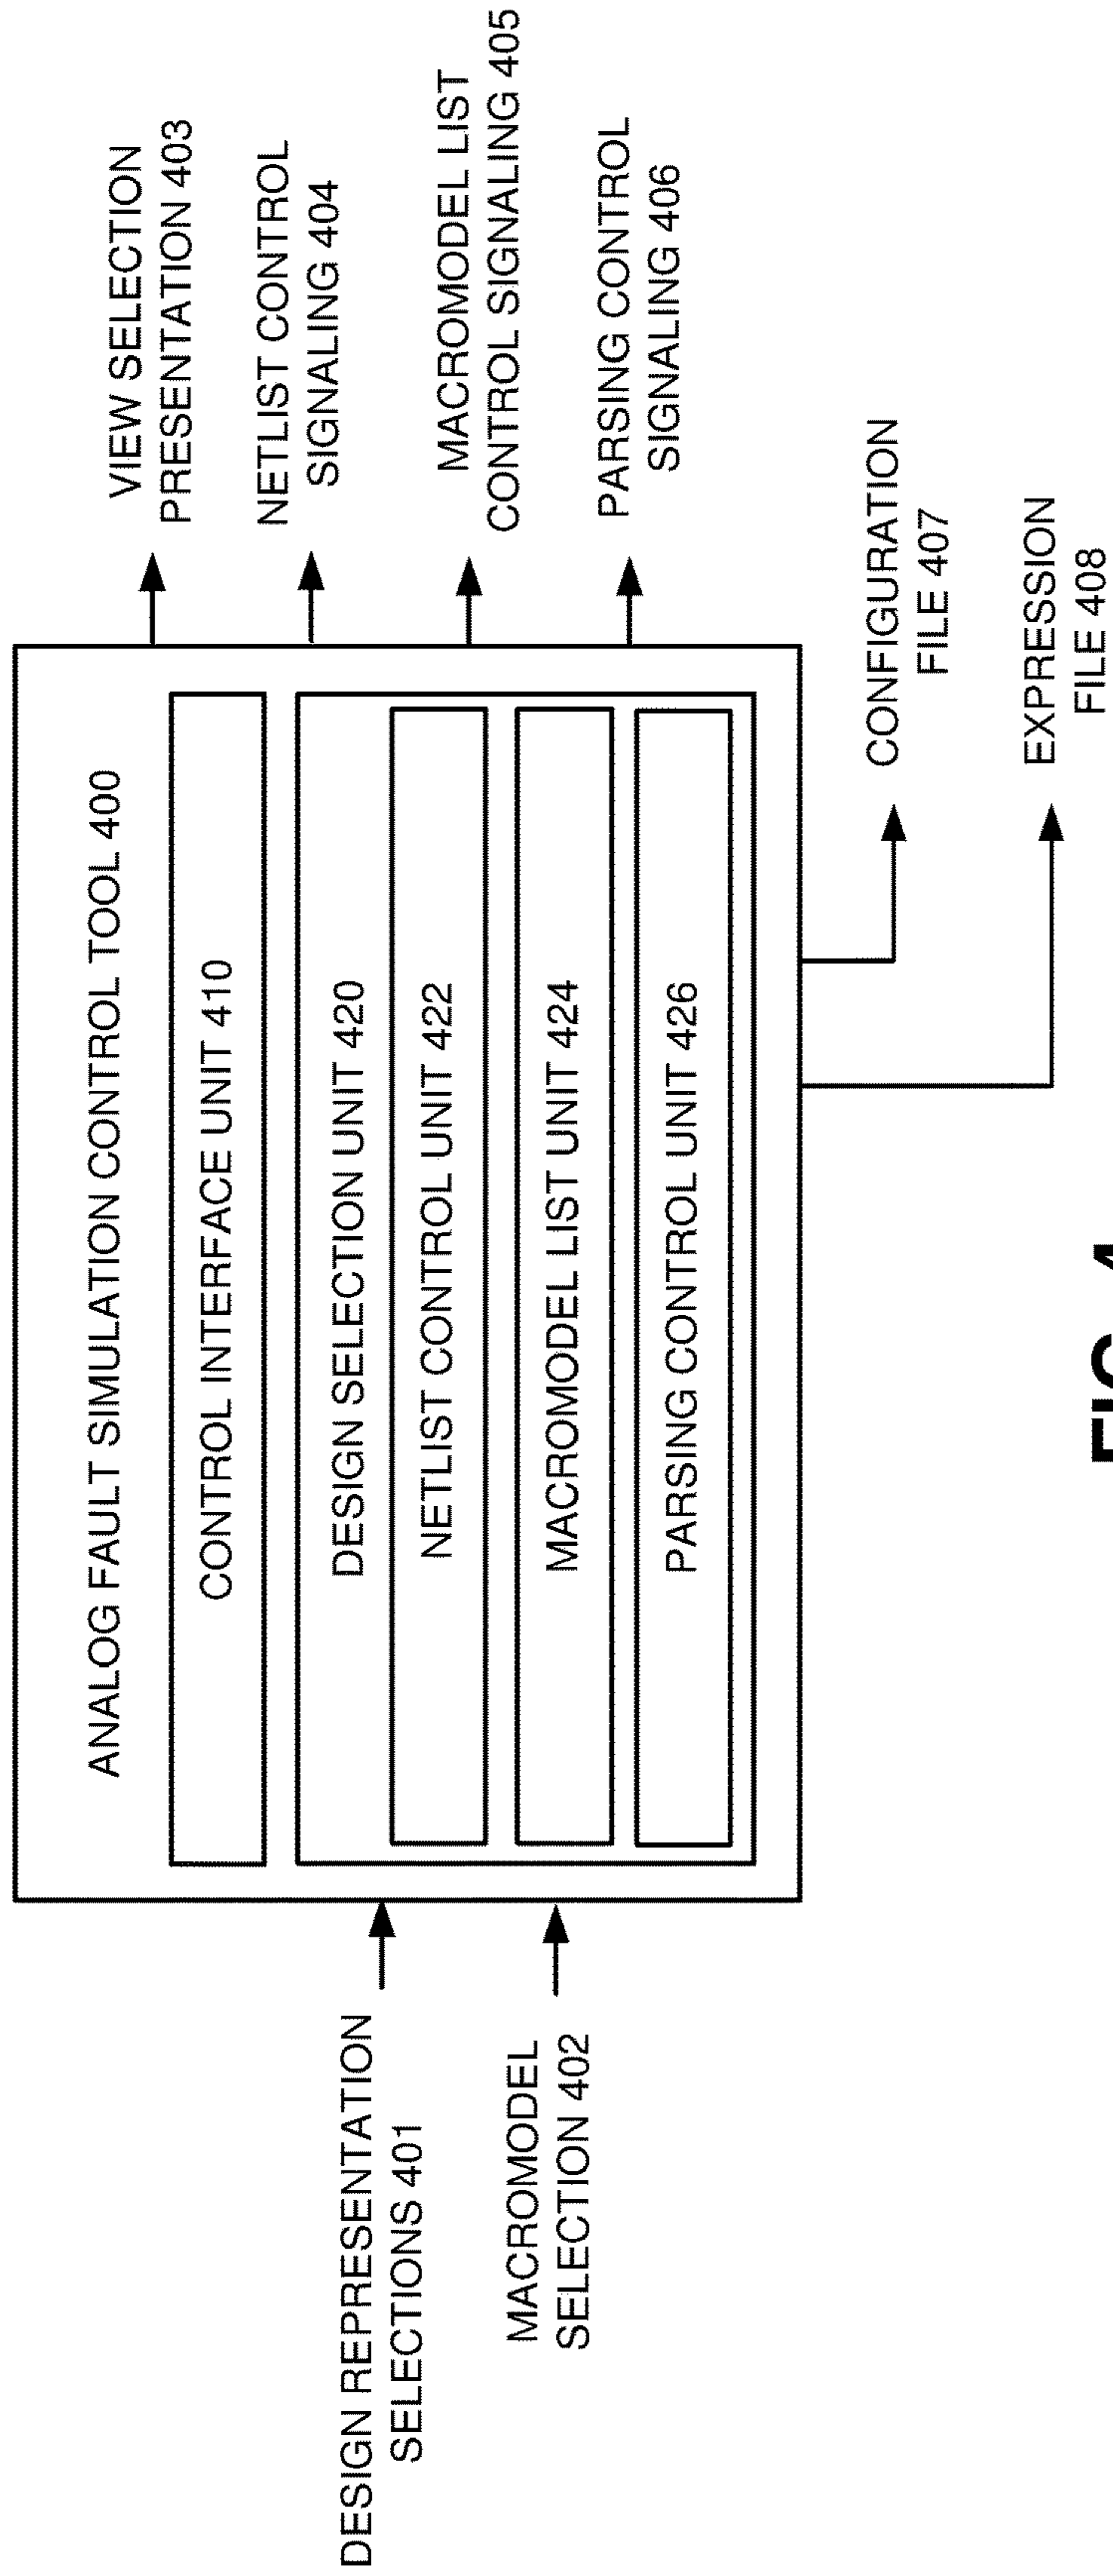 ANALOG FAULT SIMULATION CONTROL TOOL 400
CONTROL INTERFACE UNIT 410
DESIGN SELECTION UNIT 420
NETLIST CONTROL UNIT 422
MACROMODEL LIST UNIT 424
PARSING CONTROL UNIT 426
DESIGN REPRESENTATION
SELECTIONS 401
MACROMODEL
SELECTION 402
VIEW SELECTION
PRESENTATION 403
NETLIST CONTROL
SIGNALING 404
MACROMODEL LIST
CONTROL SIGNALING 405
PARSING CONTROL
SIGNALING 406
CONFIGURATION
FILE 407
EXPRESSION
FILE 408
FIG. 4